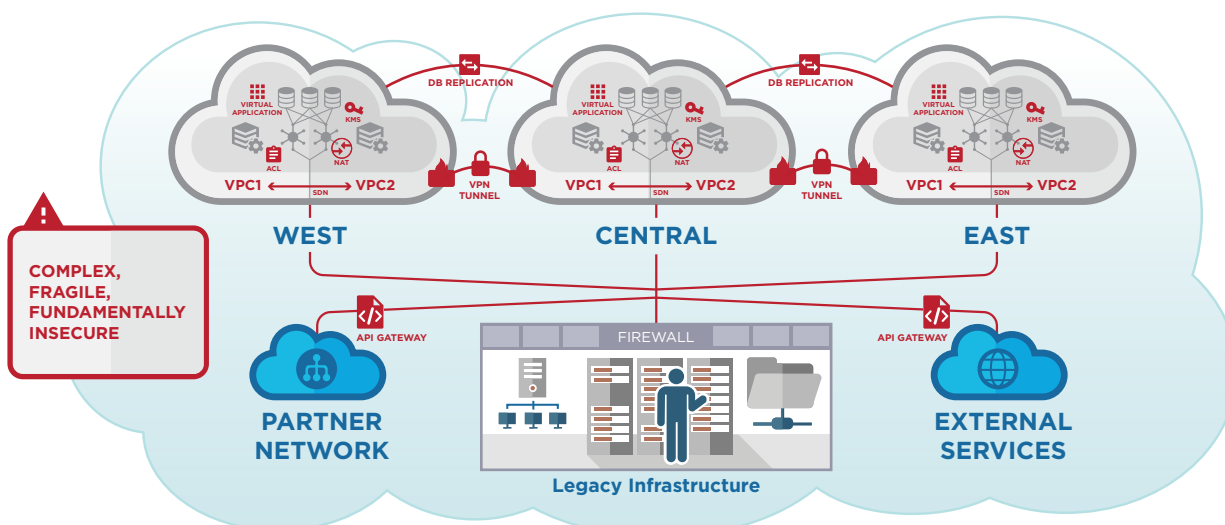 DB REPLICATION
DB REPLICATION
VIRTUAL
APPLICATION
KMS
ACL
NAT
VPC1
SDN
VPC2
VPN
TUNNEL
VIRTUAL
APPLICATION
KMS
ACL
NAT
VPC1
SDN
VPC2
VPN
TUNNEL
VIRTUAL
APPLICATION
KMS
ACL
NAT
VPC1
SDN
VPC2
WEST
CENTRAL
EAST
!
COMPLEX,
FRAGILE,
FUNDAMENTALLY
INSECURE
</>
API GATEWAY
</>
API GATEWAY
FIREWALL
PARTNER
NETWORK
EXTERNAL
SERVICES
Legacy Infrastructure